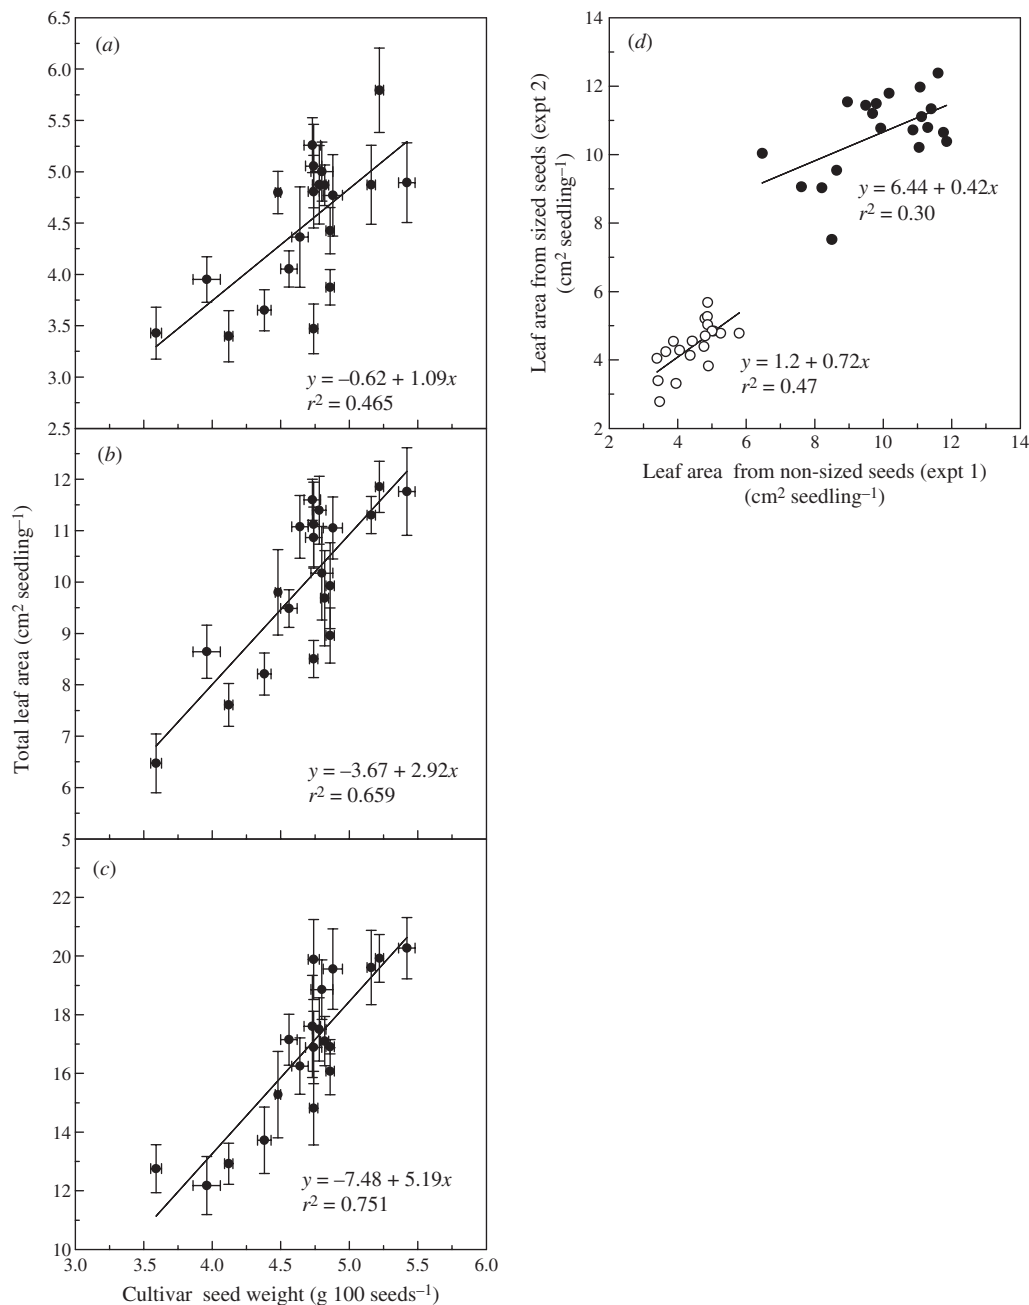 (a)
6.5
6.0
5.5
5.0
4.5
4.0
3.5
3.0
2.5
y = –0.62 + 1.09x
r² = 0.465
(b)
12
11
10
9
8
7
6
5
y = –3.67 + 2.92x
r² = 0.659
Total leaf area (cm² seedling⁻¹)
(c)
22
20
18
16
14
12
10
y = –7.48 + 5.19x
r² = 0.751
3.0 3.5 4.0 4.5 5.0 5.5 6.0
Cultivar seed weight (g 100 seeds⁻¹)
(d)
Leaf area from sized seeds (expt 2)
(cm² seedling⁻¹)
14
12
10
8
6
4
2
y = 6.44 + 0.42x
r² = 0.30
y = 1.2 + 0.72x
r² = 0.47
2 4 6 8 10 12 14
Leaf area from non-sized seeds (expt 1)
(cm² seedling⁻¹)